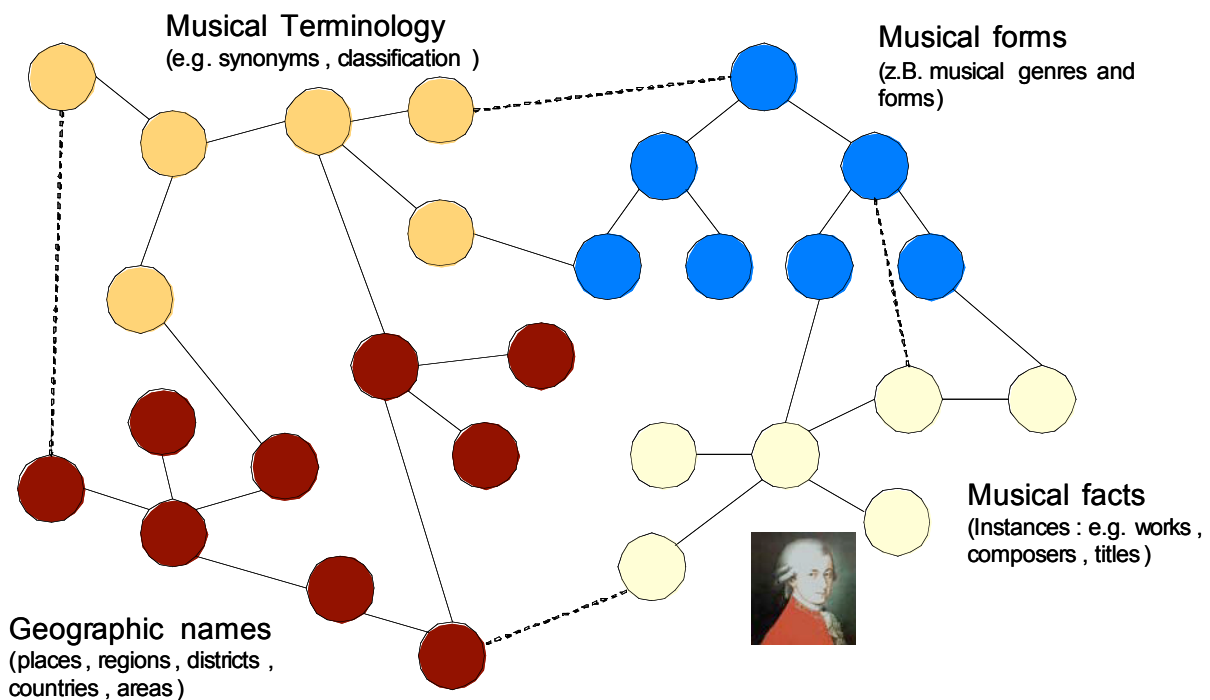 Musical Terminology
(e.g. synonyms , classification )
Musical forms
(z.B. musical genres and
forms)
Musical facts
(Instances : e.g. works ,
composers , titles )
Geographic names
(places , regions , districts ,
countries , areas )